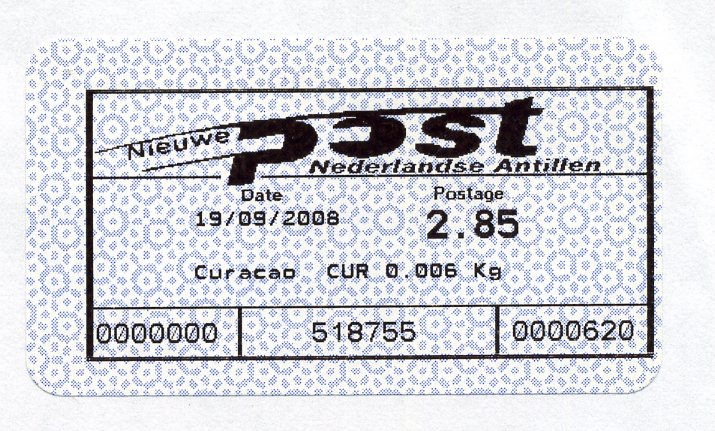 Nieuwe post
Nederlandse Antillen
Date Postage
19/09/2008 2.85
Curacao CUR 0.006 Kg
0000000 518755 0000620